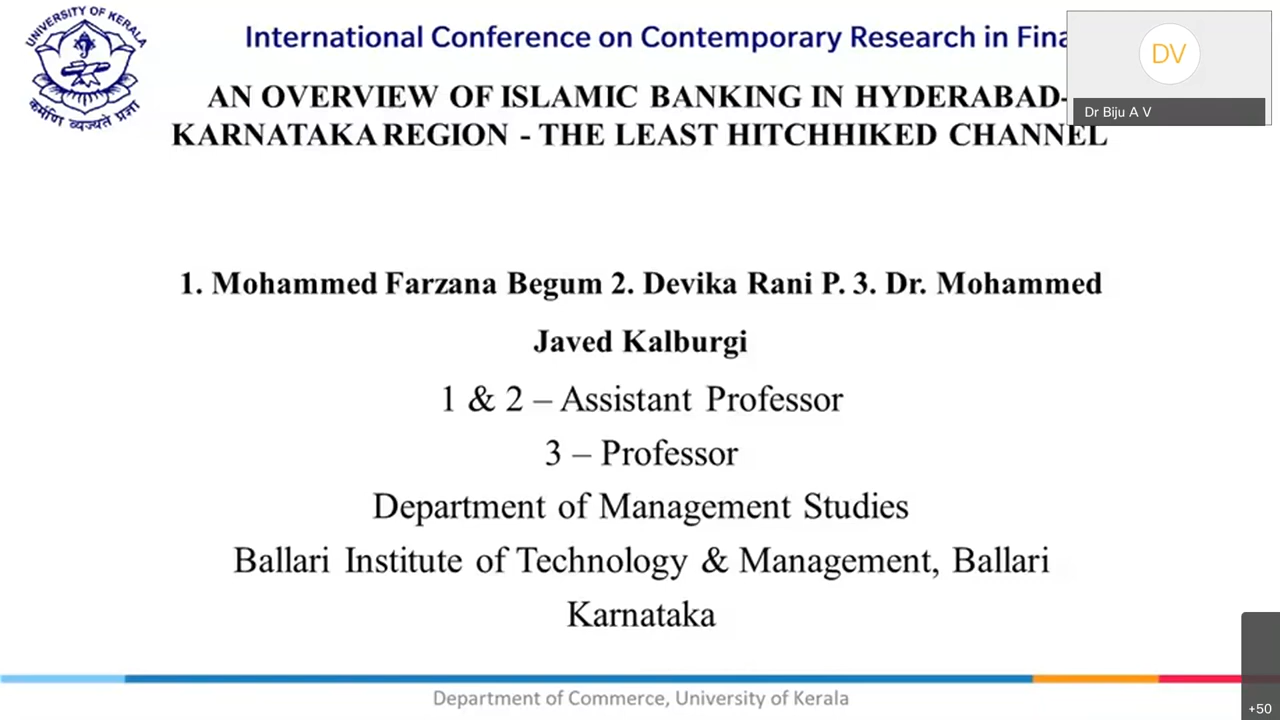 UNIVERSITY OF KERALA
कर्मणि व्यज्यते प्रज्ञा
International Conference on Contemporary Research in Fina
DV
Dr Biju A V
AN OVERVIEW OF ISLAMIC BANKING IN HYDERABAD-
KARNATAKA REGION - THE LEAST HITCHHIKED CHANNEL
1. Mohammed Farzana Begum 2. Devika Rani P. 3. Dr. Mohammed
Javed Kalburgi
1 & 2 – Assistant Professor
3 – Professor
Department of Management Studies
Ballari Institute of Technology & Management, Ballari
Karnataka
Department of Commerce, University of Kerala
+50